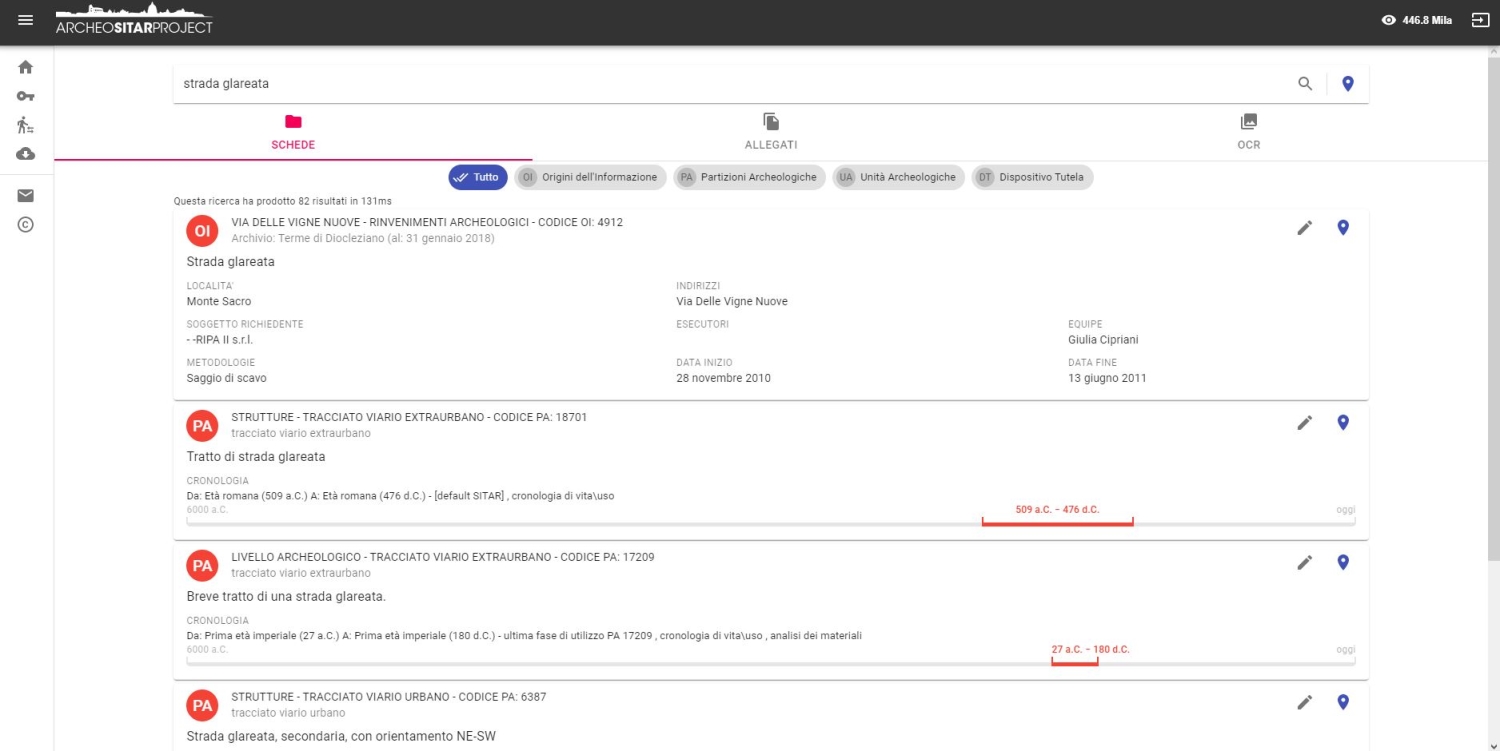 ARCHEOSITARPROJECT
446.8 Mila
strada glareata
SCHEDE
ALLEGATI
OCR
Tutto
OI Origini dell'Informazione
PA Partizioni Archeologiche
UA Unità Archeologiche
DT Dispositivo Tutela
Questa ricerca ha prodotto 82 risultati in 131ms
OI
VIA DELLE VIGNE NUOVE - RINVENIMENTI ARCHEOLOGICI - CODICE OI: 4912
Archivio: Terme di Diocleziano (al: 31 gennaio 2018)
Strada glareata
LOCALITA'
Monte Sacro
INDIRIZZI
Via Delle Vigne Nuove
SOGGETTO RICHIEDENTE
- -RIPA II s.r.l.
ESECUTORI
EQUIPE
Giulia Cipriani
METODOLOGIE
Saggio di scavo
DATA INIZIO
28 novembre 2010
DATA FINE
13 giugno 2011
PA
STRUTTURE - TRACCIATO VIARIO EXTRAURBANO - CODICE PA: 18701
tracciato viario extraurbano
Tratto di strada glareata
CRONOLOGIA
Da: Età romana (509 a.C.) A: Età romana (476 d.C.) - [default SITAR] , cronologia di vita\uso
6000 a.C.
509 a.C. - 476 d.C.
oggi
PA
LIVELLO ARCHEOLOGICO - TRACCIATO VIARIO EXTRAURBANO - CODICE PA: 17209
tracciato viario extraurbano
Breve tratto di una strada glareata.
CRONOLOGIA
Da: Prima età imperiale (27 a.C.) A: Prima età imperiale (180 d.C.) - ultima fase di utilizzo PA 17209 , cronologia di vita\uso , analisi dei materiali
6000 a.C.
27 a.C. - 180 d.C.
oggi
PA
STRUTTURE - TRACCIATO VIARIO URBANO - CODICE PA: 6387
tracciato viario urbano
Strada glareata, secondaria, con orientamento NE-SW